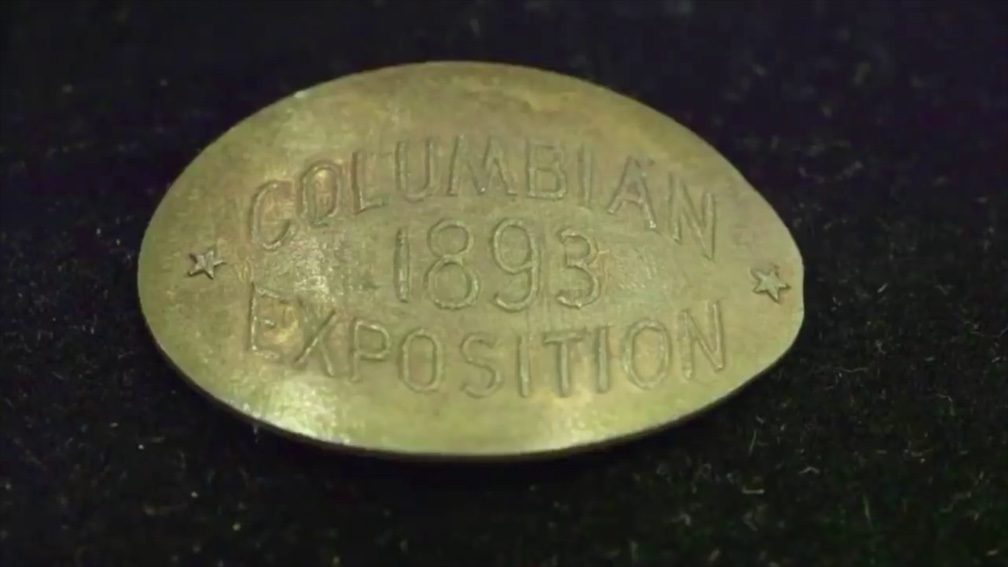 COLUMBIAN
1893
EXPOSITION